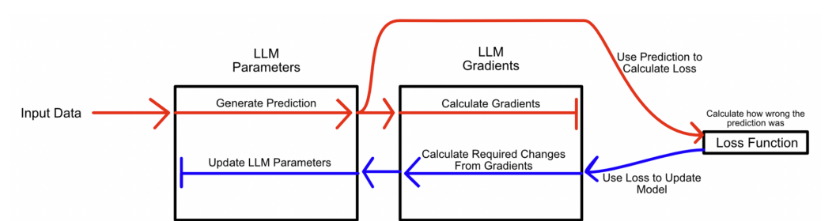 LLM
Parameters
LLM
Gradients
Use Prediction to
Calculate Loss
Input Data
Generate Prediction
Calculate Gradients
Calculate how wrong the
prediction was
Loss Function
Update LLM Parameters
Calculate Required Changes
From Gradients
Use Loss to Update
Model